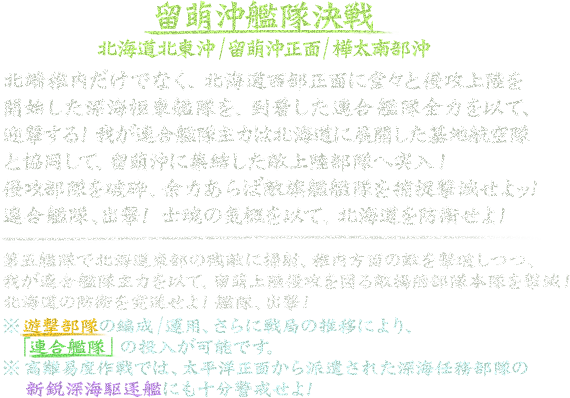 留萌沖艦隊決戦
北海道北東沖/留萌沖正面/樺太南部沖
北端稚内だけでなく、北海道西部正面に堂々と侵攻上陸を
開始した深海極東艦隊を、到着した連合艦隊全力を以て、
迎撃する!我が連合艦隊主力は北海道に展開した基地航空隊
と協同して、留萌沖に集結した敵上陸部隊へ突入!
侵攻部隊を破砕、余力あらば敵旗艦艦隊を捕捉撃滅せよッ!
連合艦隊、出撃! 士魂の気概を以て、北海道を防衛せよ!
第五艦隊で北海道東部の残敵に掃射、稚内方面の敵を撃破しつつ、
我が連合艦隊主力を以て、留萌上陸侵攻を図る敵揚陸部隊本隊を撃滅!
北海道の防衛を完遂せよ! 艦隊、出撃!
※遊撃部隊の編成/運用、さらに戦局の推移により、
「連合艦隊」の投入が可能です。
※高難易度作戦では、太平洋正面から派遣された深海任務部隊の
新鋭深海駆逐艦にも十分警戒せよ!